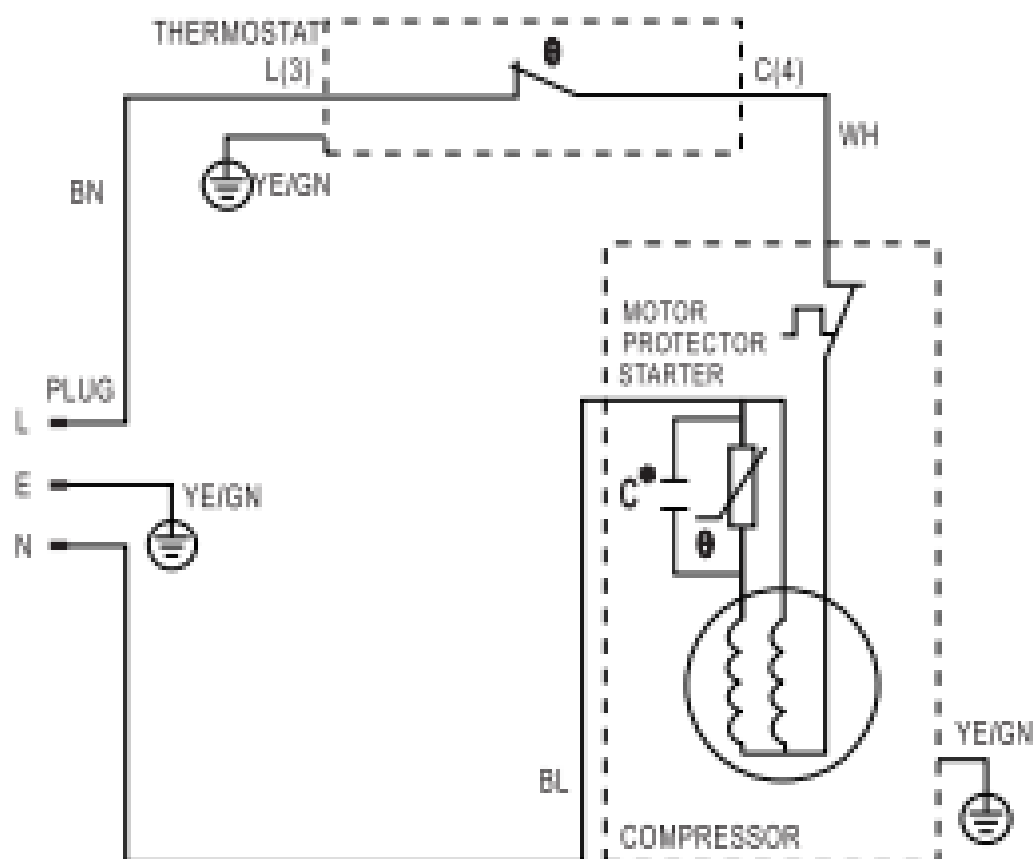 THERMOSTAT
θ
L(3)
C(4)
WH
BN
YE/GN
MOTOR
PROTECTOR
STARTER
PLUG
L
E
YE/GN
N
C*
θ
YE/GN
BL
COMPRESSOR